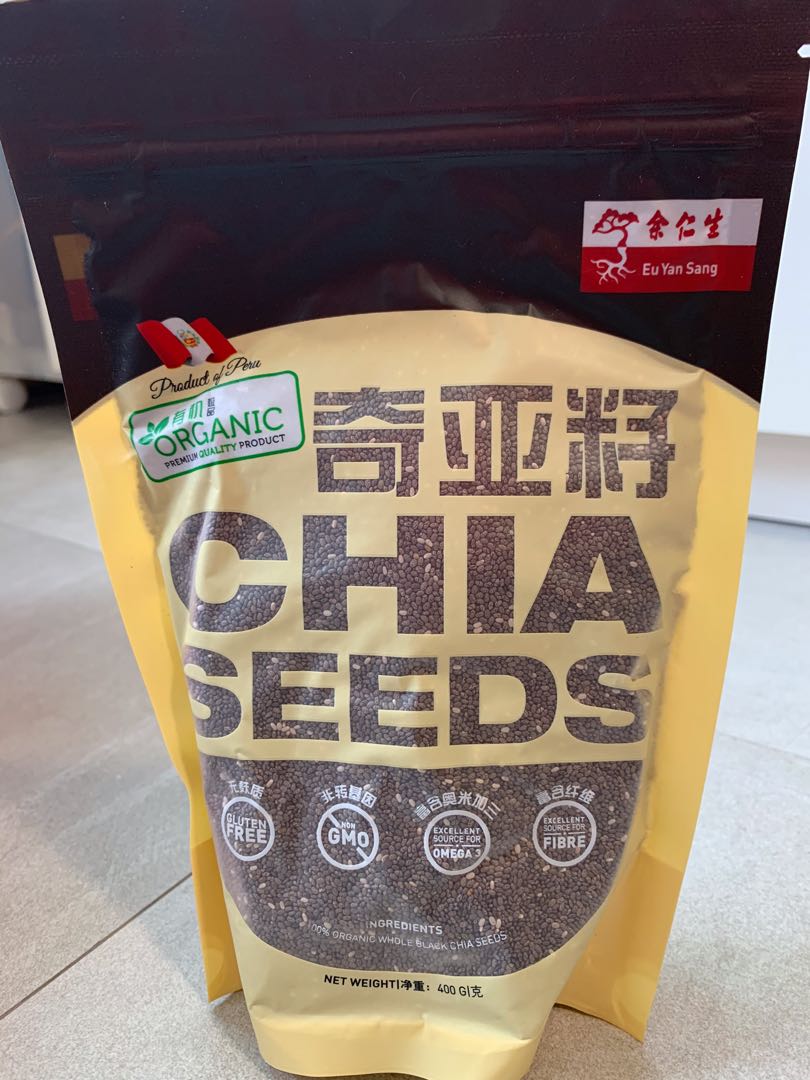 余仁生
Eu Yan Sang
Product of Peru
有机
ORGANIC
PREMIUM QUALITY PRODUCT
奇亚籽
CHIA
SEEDS
无麸质
GLUTEN
FREE
非转基因
NON
GMO
富含奥米加三
EXCELLENT
SOURCE FOR
OMEGA 3
富含纤维
EXCELLENT
SOURCE FOR
FIBRE
INGREDIENTS
100% ORGANIC WHOLE BLACK CHIA SEEDS
NET WEIGHT|净重: 400 G|克